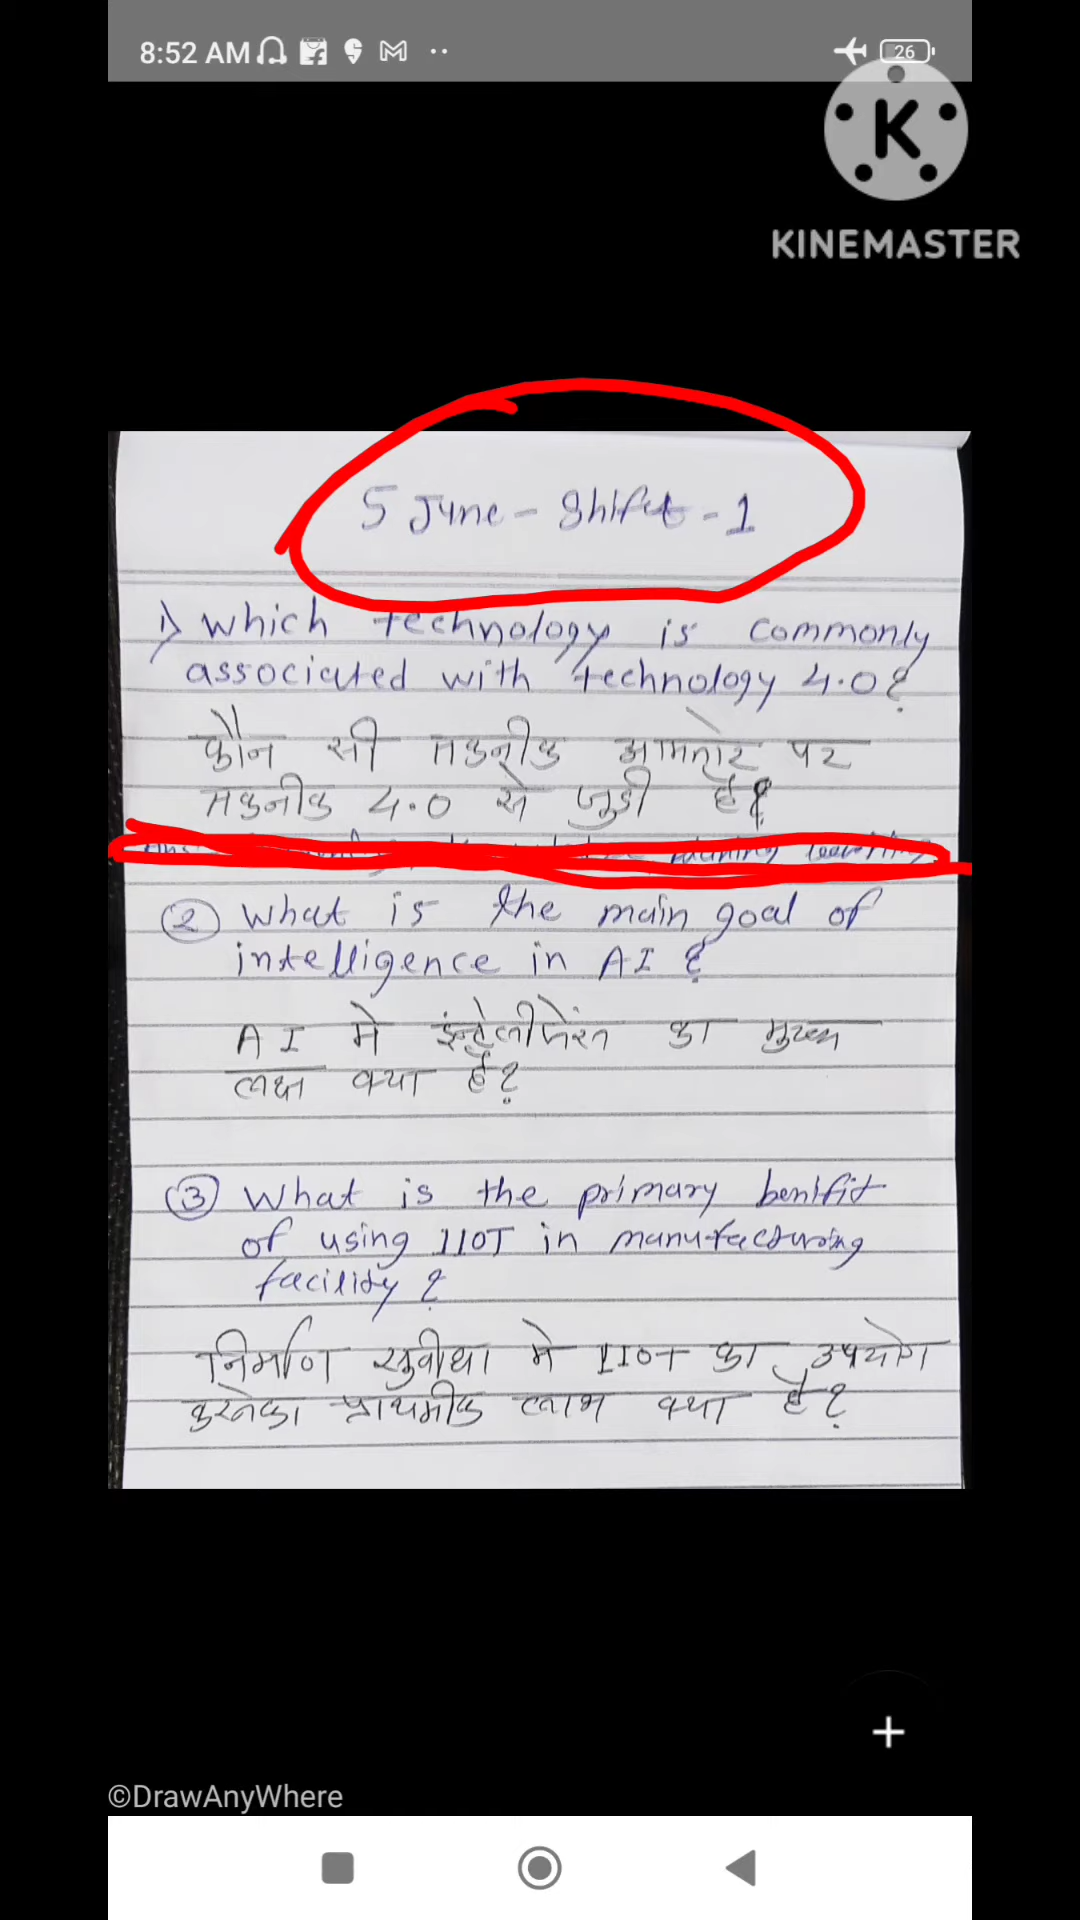 8:52 AM
26
K
KINEMASTER
5 June - Shift - 1
1) Which technology is commonly
associated with technology 4.0?
कौन सी तकनीक आमतोर पर
तकनीक 4.0 से जुडी है?
② What is the main goal of
intelligence in AI ?
AI मे इंन्टेलीजेंस का मुख्य
लक्ष क्या है?
③ What is the primary benifit
of using IIOT in manufacturing
facility ?
निर्माण सुवीधा मे IIOT का उपयोग
करनेका प्राथमीक लाभ क्या है?
©DrawAnyWhere